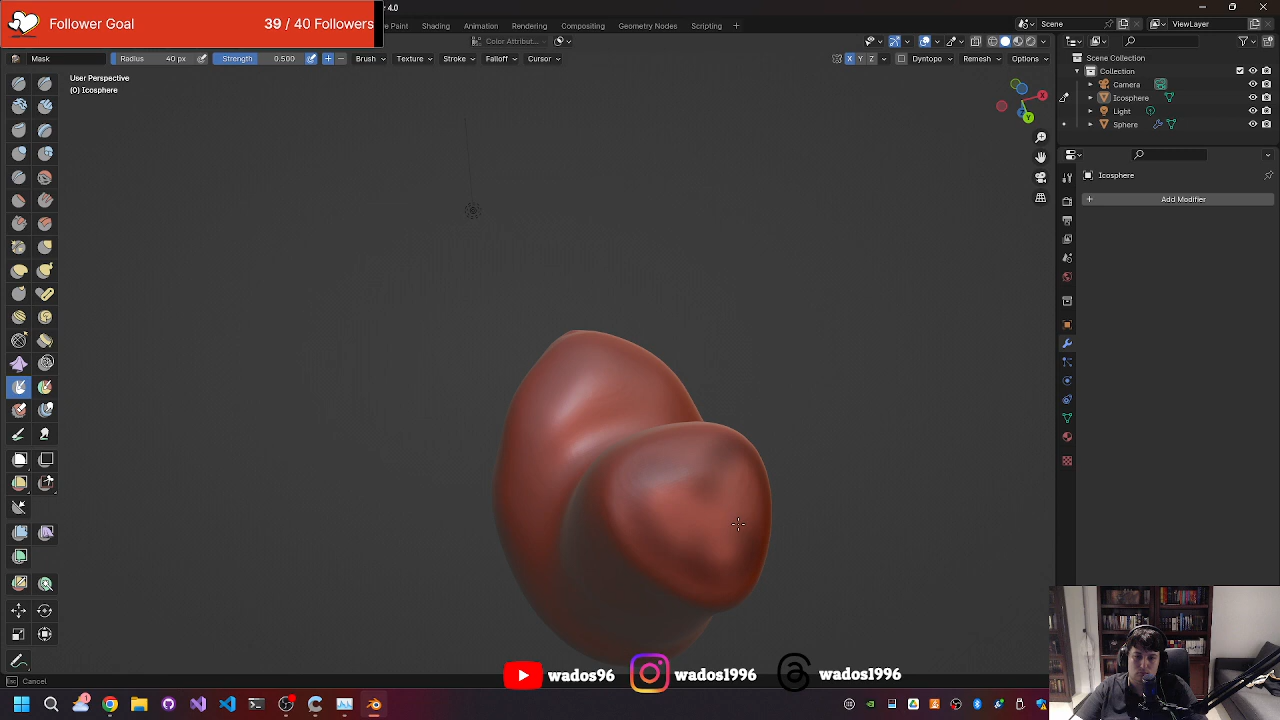 Follower Goal 39 / 40 Followers
4.0
e Paint Shading Animation Rendering Compositing Geometry Nodes Scripting +
Scene ViewLayer
Color Attribut...
Mask Radius 40 px Strength 0.500 Brush Texture Stroke Falloff Cursor X Y Z Dyntopo Remesh Options
User Perspective
(0) Icosphere
Scene Collection
Collection
Camera
Icosphere
Light
Sphere
X
Y
Icosphere
Add Modifier
Esc Cancel
wados96 wados1996 wados1996